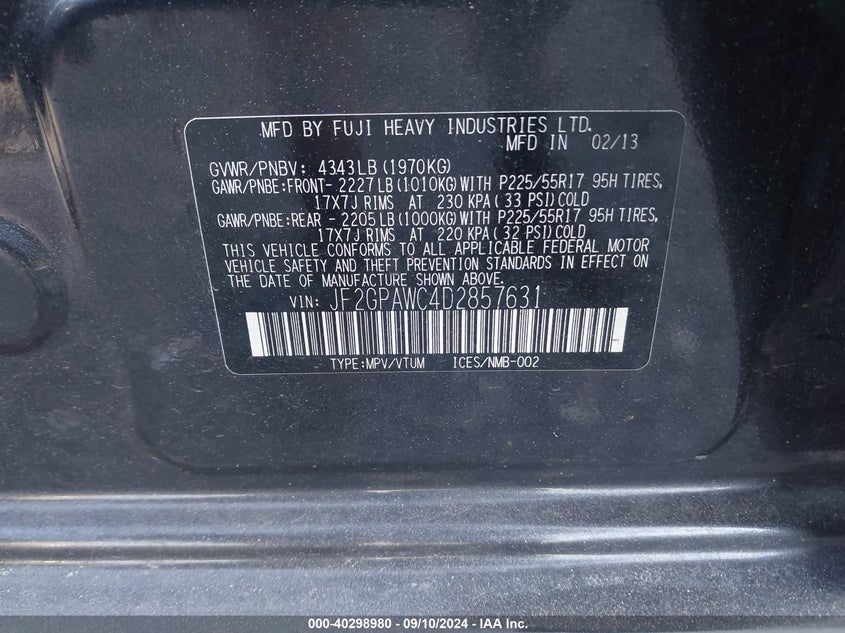 MFD BY FUJI HEAVY INDUSTRIES LTD.
MFD IN 02/13
GVWR/PNBV: 4343LB (1970KG)
GAWR/PNBE:FRONT- 2227LB (1010KG) WITH P225/55R17 95H TIRES,
17X7J RIMS AT 230 KPA (33 PSI) COLD
GAWR/PNBE:REAR - 2205LB (1000KG) WITH P225/55R17 95H TIRES,
17X7J RIMS AT 220 KPA (32 PSI) COLD
THIS VEHICLE CONFORMS TO ALL APPLICABLE FEDERAL MOTOR
VEHICLE SAFETY AND THEFT PREVENTION STANDARDS IN EFFECT ON
THE DATE OF MANUFACTURE SHOWN ABOVE.
VIN: JF2GPAWC4D2857631
TYPE:MPV/VTUM ICES/NMB-002
000-40298980 - 09/10/2024 - IAA Inc.